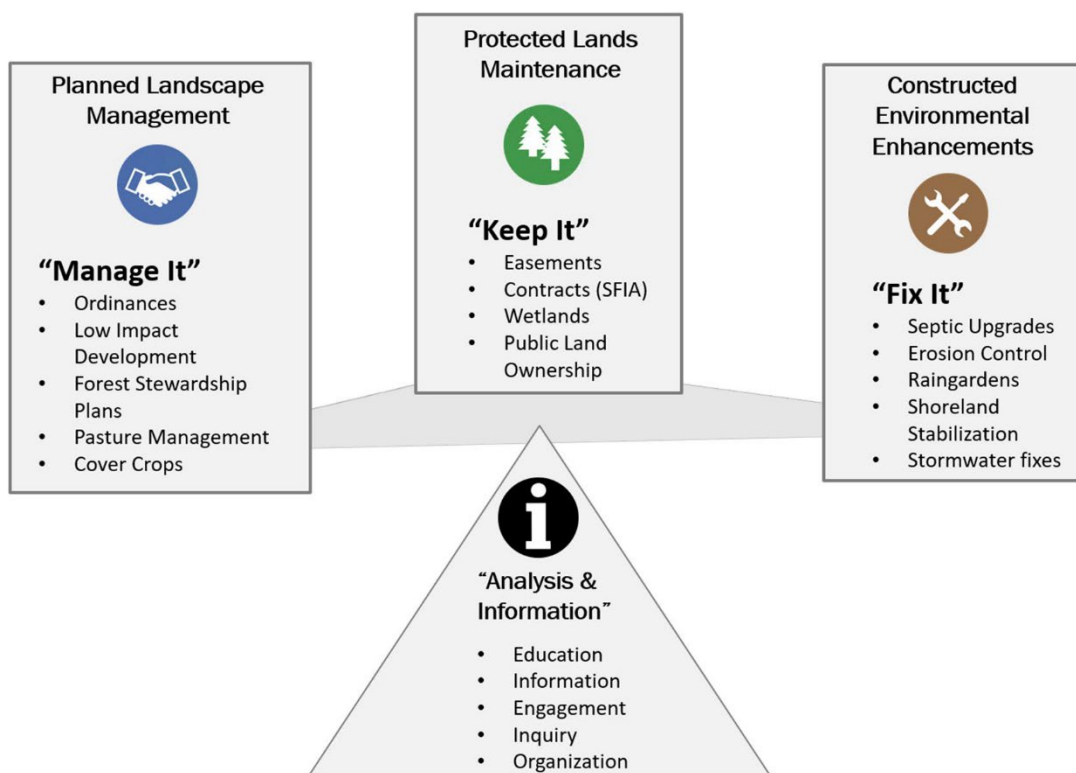 Planned Landscape
Management
“Manage It”
• Ordinances
• Low Impact
Development
• Forest Stewardship
Plans
• Pasture Management
• Cover Crops
Protected Lands
Maintenance
“Keep It”
• Easements
• Contracts (SFIA)
• Wetlands
• Public Land
Ownership
Constructed
Environmental
Enhancements
“Fix It”
• Septic Upgrades
• Erosion Control
• Raingardens
• Shoreland
Stabilization
• Stormwater fixes
i
“Analysis &
Information”
• Education
• Information
• Engagement
• Inquiry
• Organization